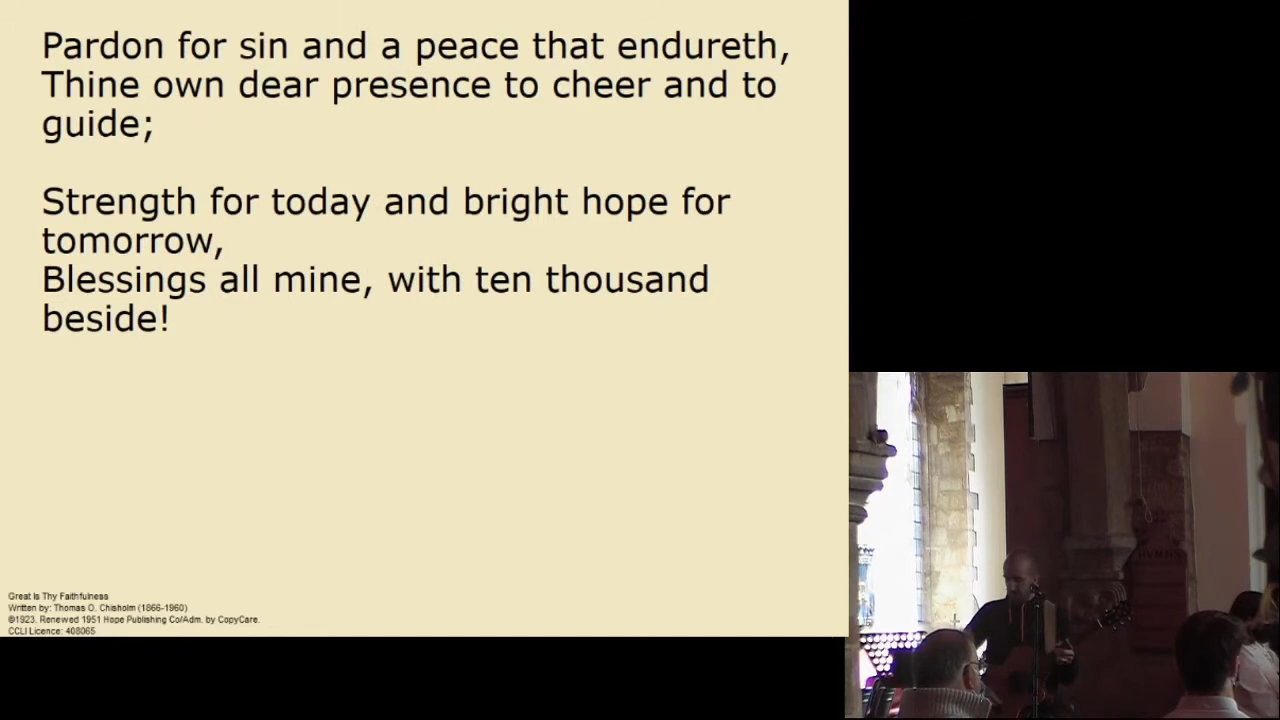 Pardon for sin and a peace that endureth,
Thine own dear presence to cheer and to
guide;
Strength for today and bright hope for
tomorrow,
Blessings all mine, with ten thousand
beside!
Great Is Thy Faithfulness
Written by: Thomas O. Chisholm (1866-1960)
©1923. Renewed 1951 Hope Publishing Co/Adm. by CopyCare.
CCLI Licence: 408065
HYMNS